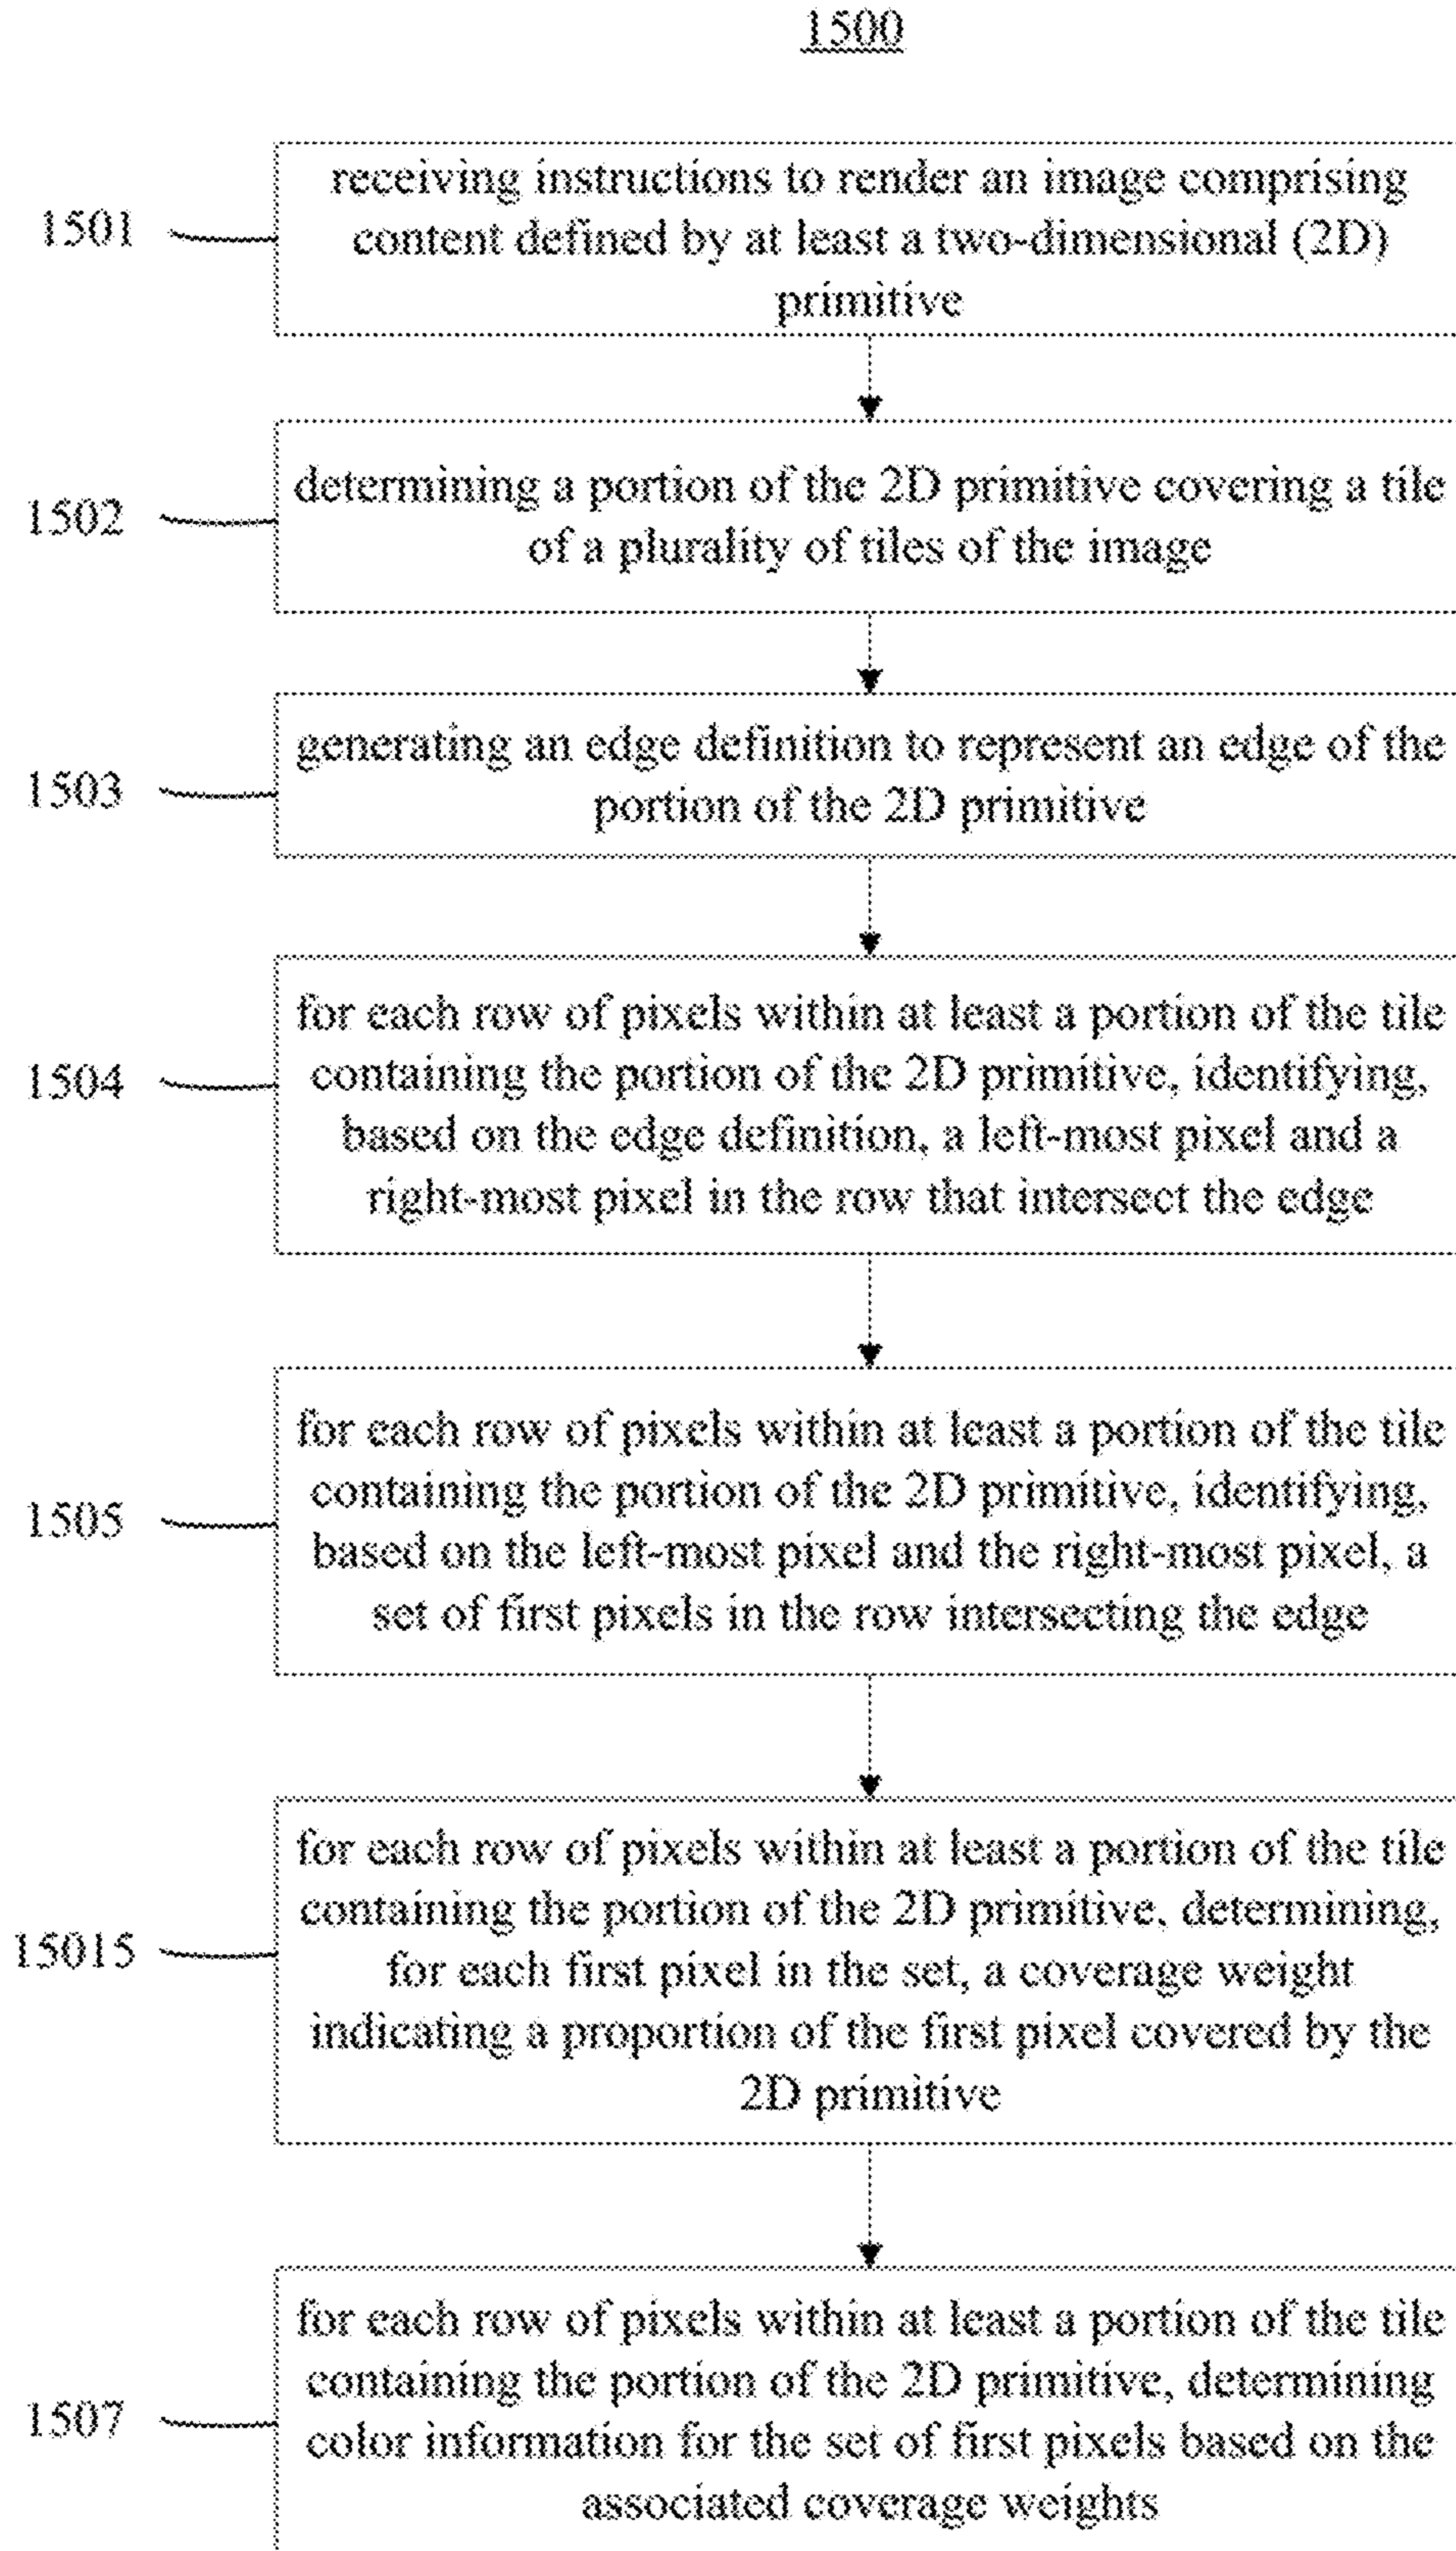 1500
1501
receiving instructions to render an image comprising
content defined by at least a two-dimensional (2D)
primitive
1502
determining a portion of the 2D primitive covering a tile
of a plurality of tiles of the image
1503
generating an edge definition to represent an edge of the
portion of the 2D primitive
1504
for each row of pixels within at least a portion of the tile
containing the portion of the 2D primitive, identifying,
based on the edge definition, a left-most pixel and a
right-most pixel in the row that intersect the edge
1505
for each row of pixels within at least a portion of the tile
containing the portion of the 2D primitive, identifying,
based on the left-most pixel and the right-most pixel, a
set of first pixels in the row intersecting the edge
15015
for each row of pixels within at least a portion of the tile
containing the portion of the 2D primitive, determining,
for each first pixel in the set, a coverage weight
indicating a proportion of the first pixel covered by the
2D primitive
1507
for each row of pixels within at least a portion of the tile
containing the portion of the 2D primitive, determining
color information for the set of first pixels based on the
associated coverage weights